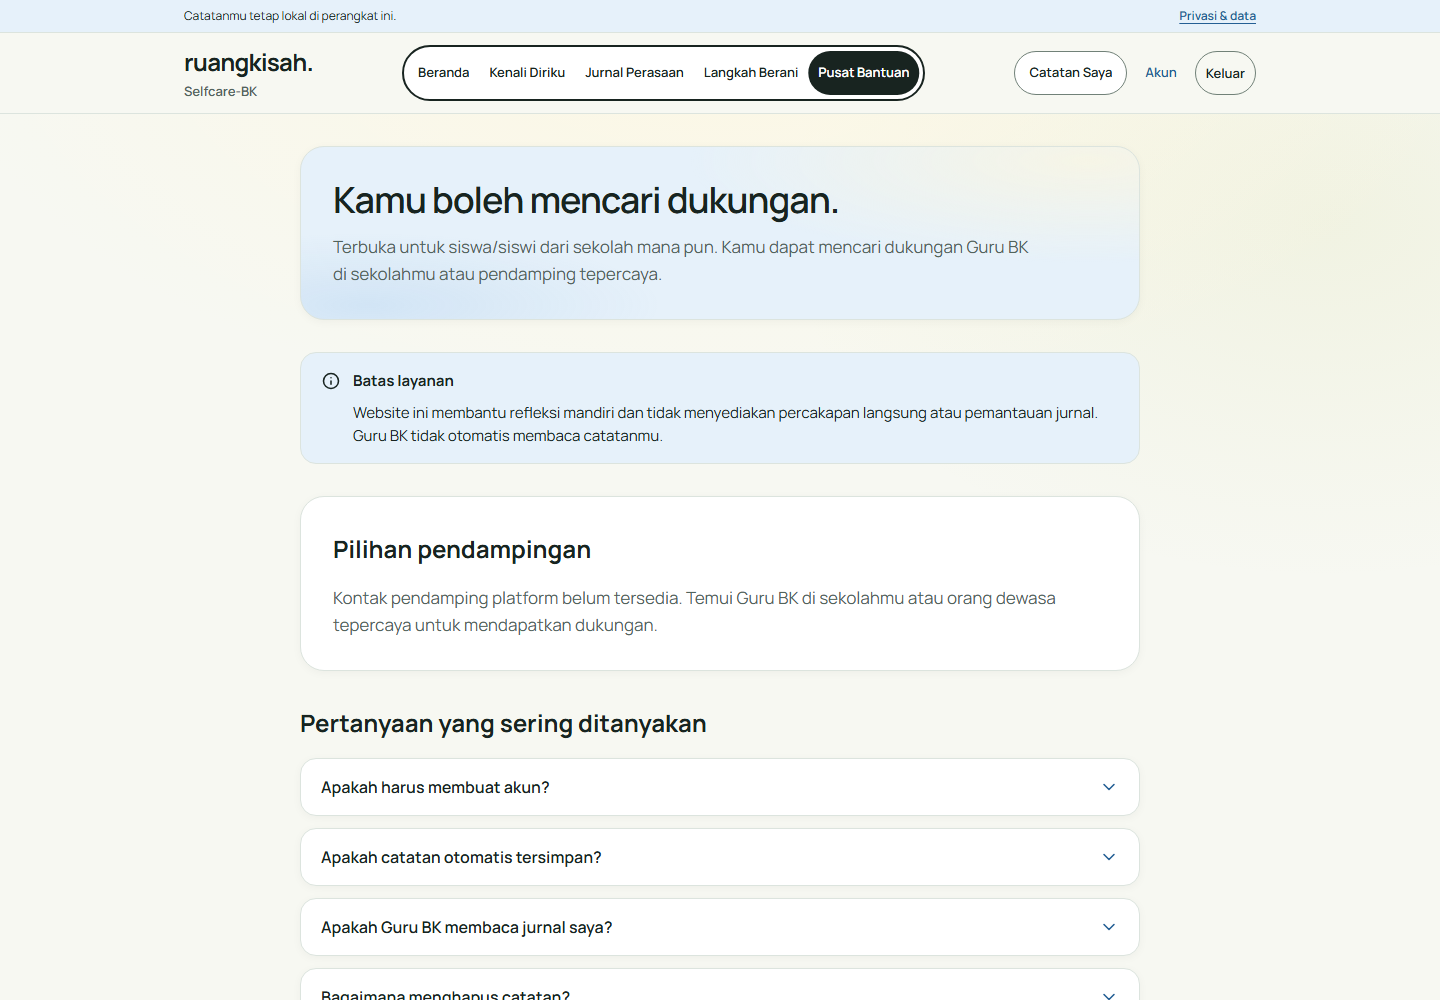 Catatanmu tetap lokal di perangkat ini.
Privasi & data
ruangkisah.
Selfcare-BK
Beranda
Kenali Diriku
Jurnal Perasaan
Langkah Berani
Pusat Bantuan
Catatan Saya
Akun
Keluar
Kamu boleh mencari dukungan.
Terbuka untuk siswa/siswi dari sekolah mana pun. Kamu dapat mencari dukungan Guru BK
di sekolahmu atau pendamping tepercaya.
Batas layanan
Website ini membantu refleksi mandiri dan tidak menyediakan percakapan langsung atau pemantauan jurnal.
Guru BK tidak otomatis membaca catatanmu.
Pilihan pendampingan
Kontak pendamping platform belum tersedia. Temui Guru BK di sekolahmu atau orang dewasa
tepercaya untuk mendapatkan dukungan.
Pertanyaan yang sering ditanyakan
Apakah harus membuat akun?
Apakah catatan otomatis tersimpan?
Apakah Guru BK membaca jurnal saya?
Bagaimana menghapus catatan?